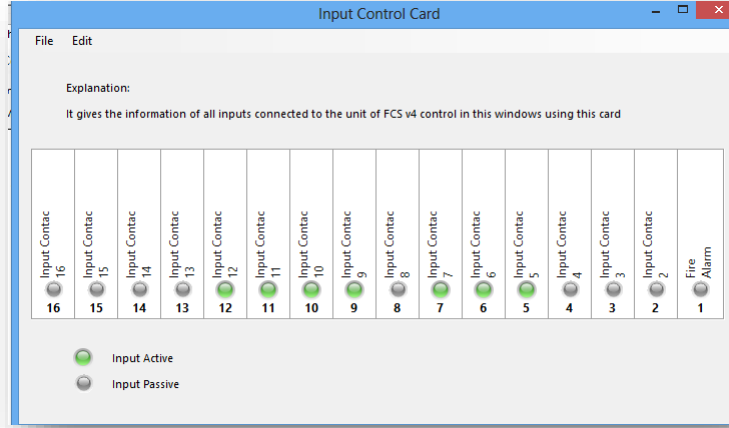 Input Control Card
File Edit
Explanation:
It gives the information of all inputs connected to the unit of FCS v4 control in this windows using this card
Input Contac 16
Input Contac 15
Input Contac 14
Input Contac 13
Input Contac 12
Input Contac 11
Input Contac 10
Input Contac 9
Input Contac 8
Input Contac 7
Input Contac 6
Input Contac 5
Input Contac 4
Input Contac 3
Input Contac 2
Fire Alarm
16 15 14 13 12 11 10 9 8 7 6 5 4 3 2 1
Input Active
Input Passive